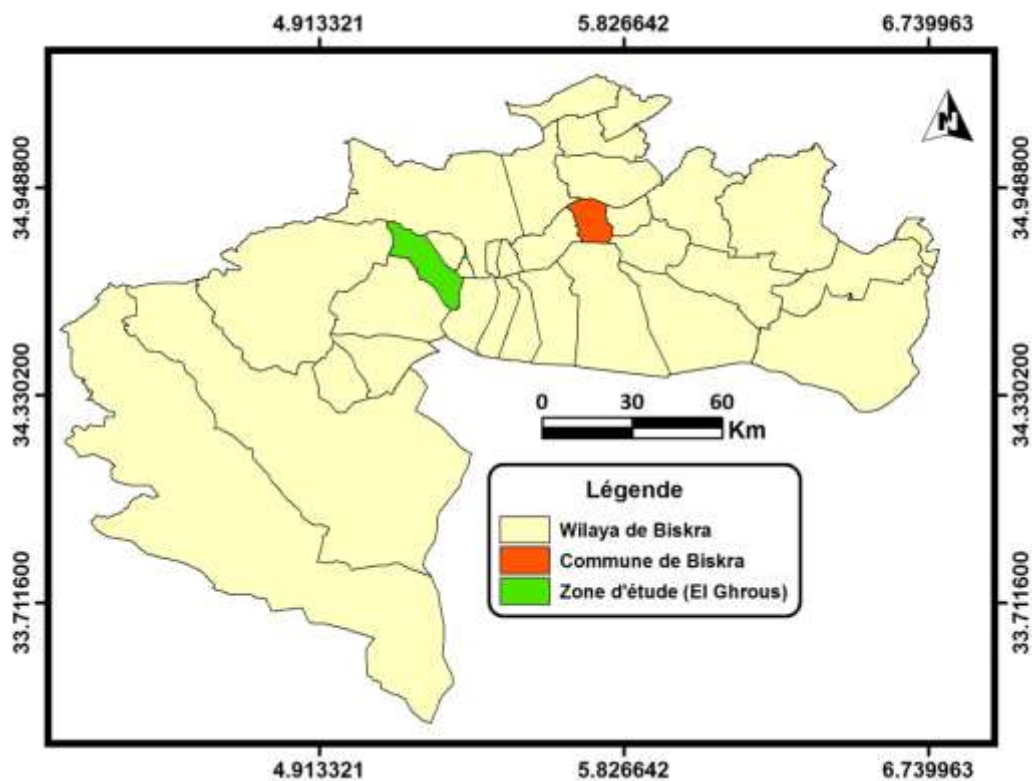 4.913321 5.826642 6.739963
N
34.948800 34.948800
34.330200 34.330200
0 30 60
Km
Légende
Wilaya de Biskra
Commune de Biskra
Zone d'étude (El Ghrous)
33.711600 33.711600
4.913321 5.826642 6.739963